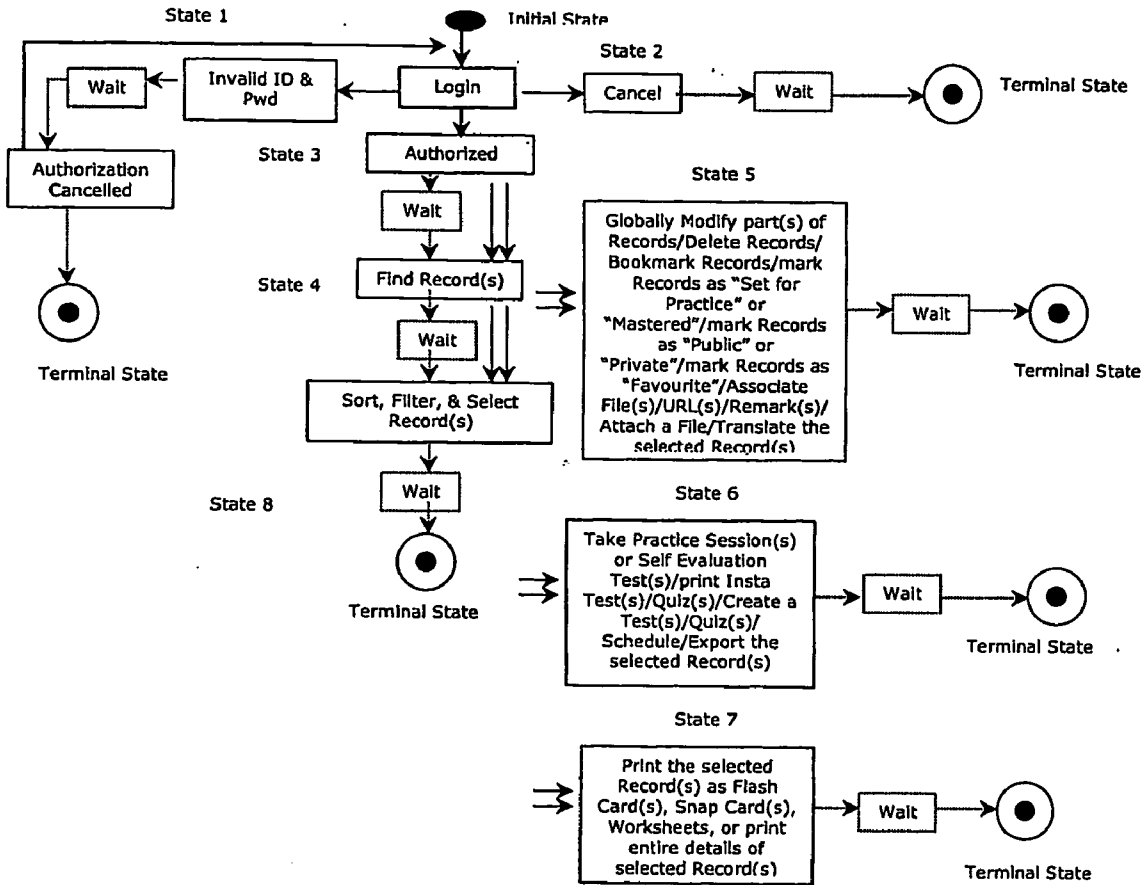 State 1
Initial State
State 2
Wait
Invalid ID &
Pwd
Login
Cancel
Wait
Terminal State
State 3
Authorized
Authorization
Cancelled
State 5
Wait
Globally Modify part(s) of
Records/Delete Records/
Bookmark Records/mark
Records as "Set for
Practice" or
"Mastered"/mark Records
as "Public" or
"Private"/mark Records as
"Favourite"/Associate
File(s)/URL(s)/Remark(s)/
Attach a File/Translate the
selected Record(s)
State 4
Find Record(s)
Wait
Wait
Terminal State
Terminal State
Sort, Filter, & Select
Record(s)
Wait
State 8
Terminal State
State 6
Take Practice Session(s)
or Self Evaluation
Test(s)/print Insta
Test(s)/Quiz(s)/Create a
Test(s)/Quiz(s)/
Schedule/Export the
selected Record(s)
Wait
Terminal State
State 7
Print the selected
Record(s) as Flash
Card(s), Snap Card(s),
Worksheets, or print
entire details of
selected Record(s)
Wait
Terminal State